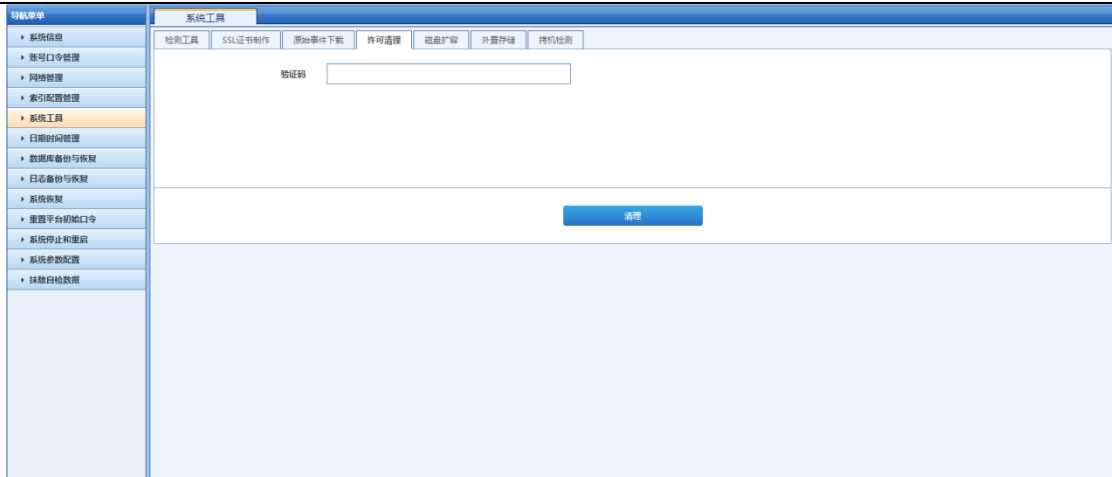 导航菜单
系统信息
账号口令管理
网络管理
索引配置管理
系统工具
日期时间管理
数据库备份与恢复
日志备份与恢复
系统恢复
重置平台初始口令
系统停止和重启
系统参数配置
抹除自检数据
系统工具
检测工具 SSL证书制作 原始事件下载 许可清理 磁盘扩容 外置存储 拷机检测
验证码
清理